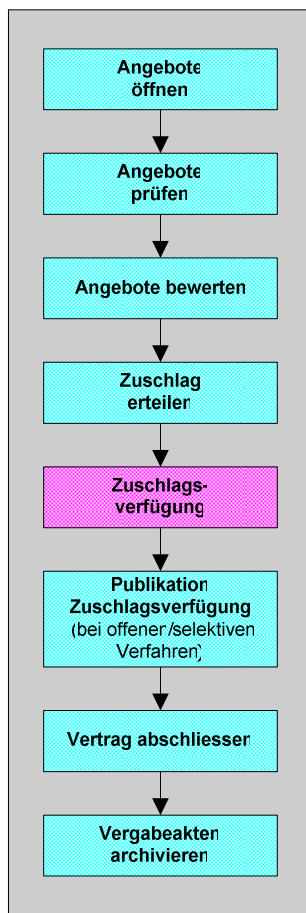 Angebote
öffnen
Angebote
prüfen
Angebote bewerten
Zuschlag
erteilen
Zuschlags-
verfügung
Publikation
Zuschlagsverfügung
(bei offener/selektiven
Verfahren)
Vertrag abschliessen
Vergabeakten
archivieren